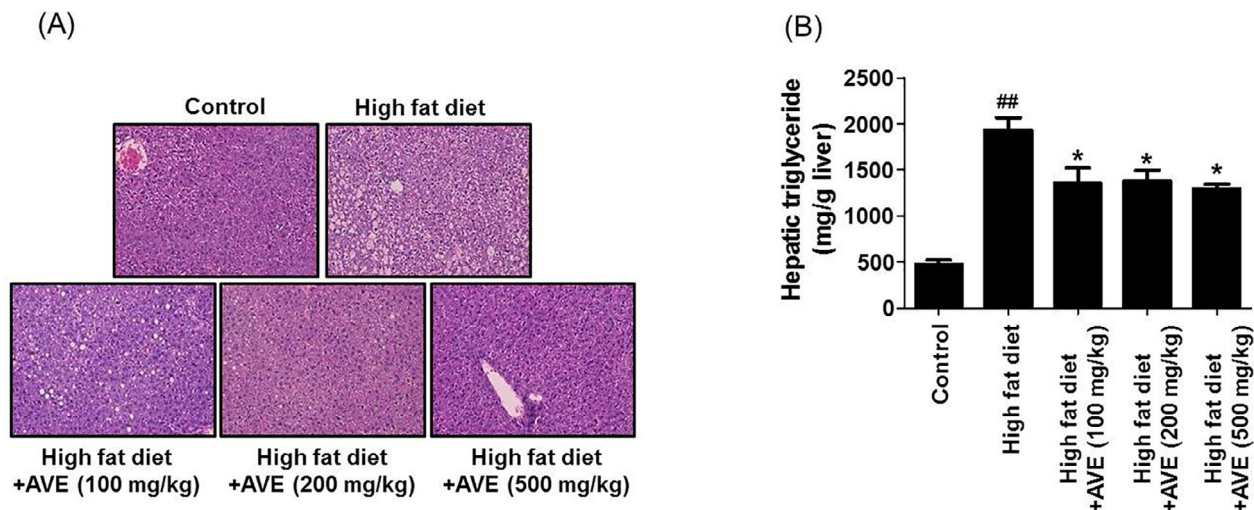 (A)
Control
High fat diet
High fat diet
+AVE (100 mg/kg)
High fat diet
+AVE (200 mg/kg)
High fat diet
+AVE (500 mg/kg)
(B)
Hepatic triglyceride
(mg/g liver)
2500
2000
1500
1000
500
0
##
*
*
*
Control
High fat diet
High fat diet
+AVE (100 mg/kg)
High fat diet
+AVE (200 mg/kg)
High fat diet
+AVE (500 mg/kg)